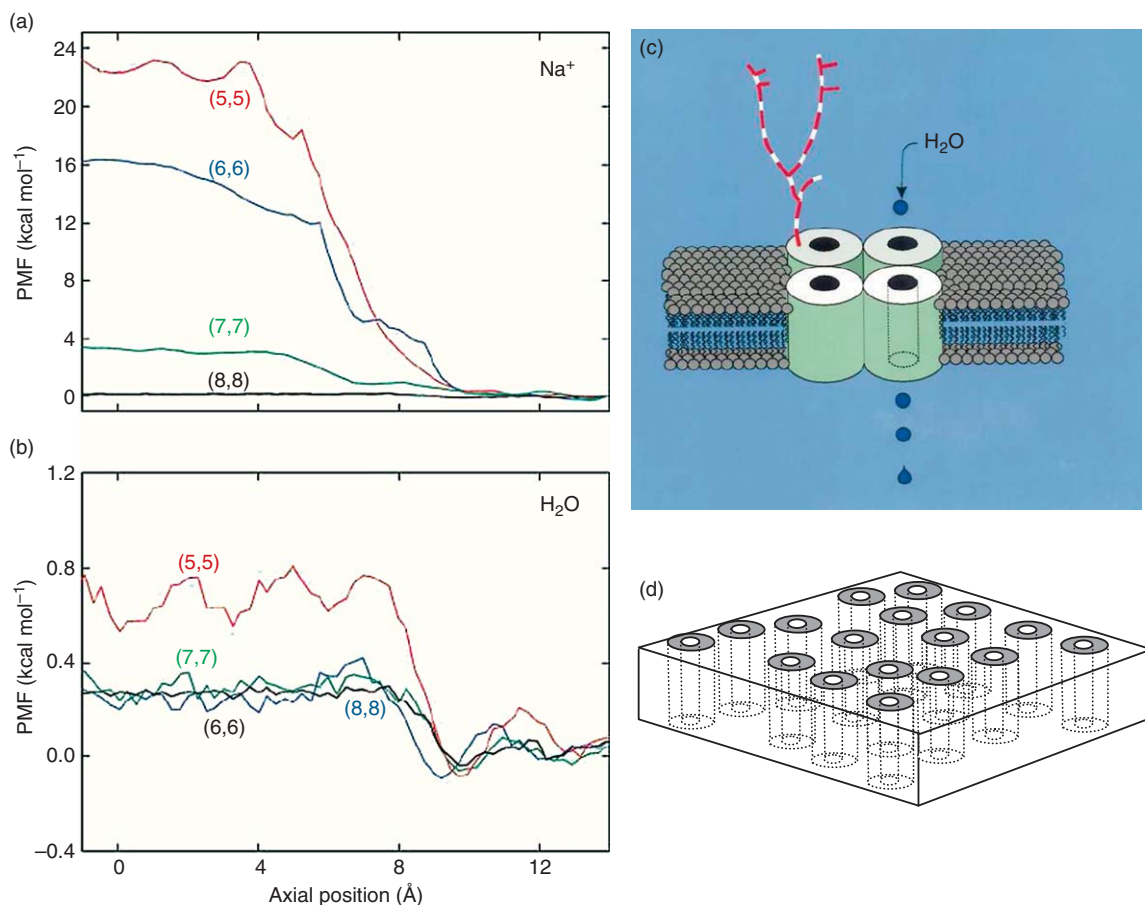 (a)
24
20
16
12
8
4
0
PMF (kcal mol⁻¹)
Na⁺
(5,5)
(6,6)
(7,7)
(8,8)
(b)
1.2
0.8
0.4
0.0
–0.4
PMF (kcal mol⁻¹)
H₂O
(5,5)
(7,7)
(6,6)
(8,8)
0 4 8 12
Axial position (Å)
(c)
H₂O
(d)